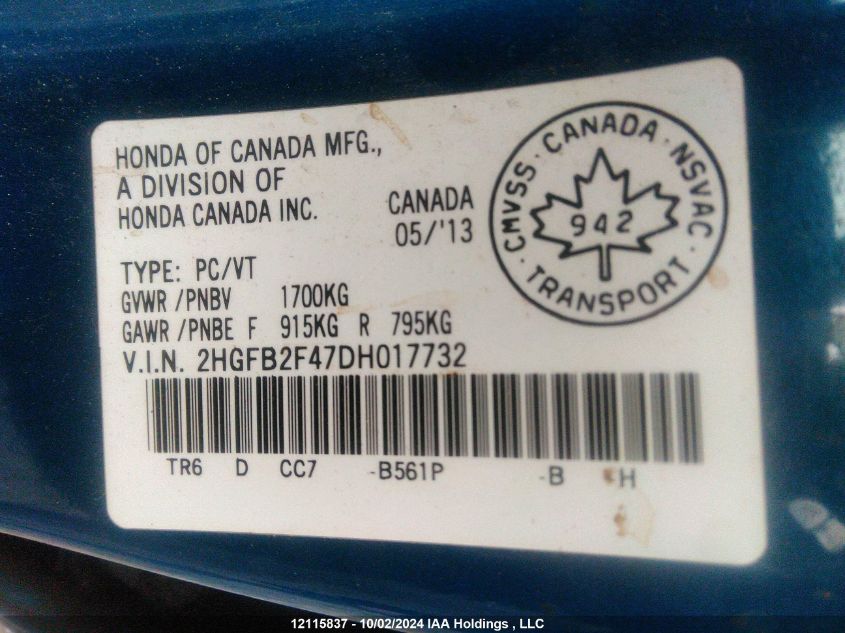 HONDA OF CANADA MFG.,
A DIVISION OF
HONDA CANADA INC.
CANADA
05/'13
CMVSS · CANADA · NSVAC · TRANSPORT ·
942
TYPE: PC/VT
GVWR /PNBV 1700KG
GAWR /PNBE F 915KG R 795KG
V.I.N. 2HGFB2F47DH017732
TR6 D CC7 -B561P -B H
12115837 - 10/02/2024 IAA Holdings , LLC